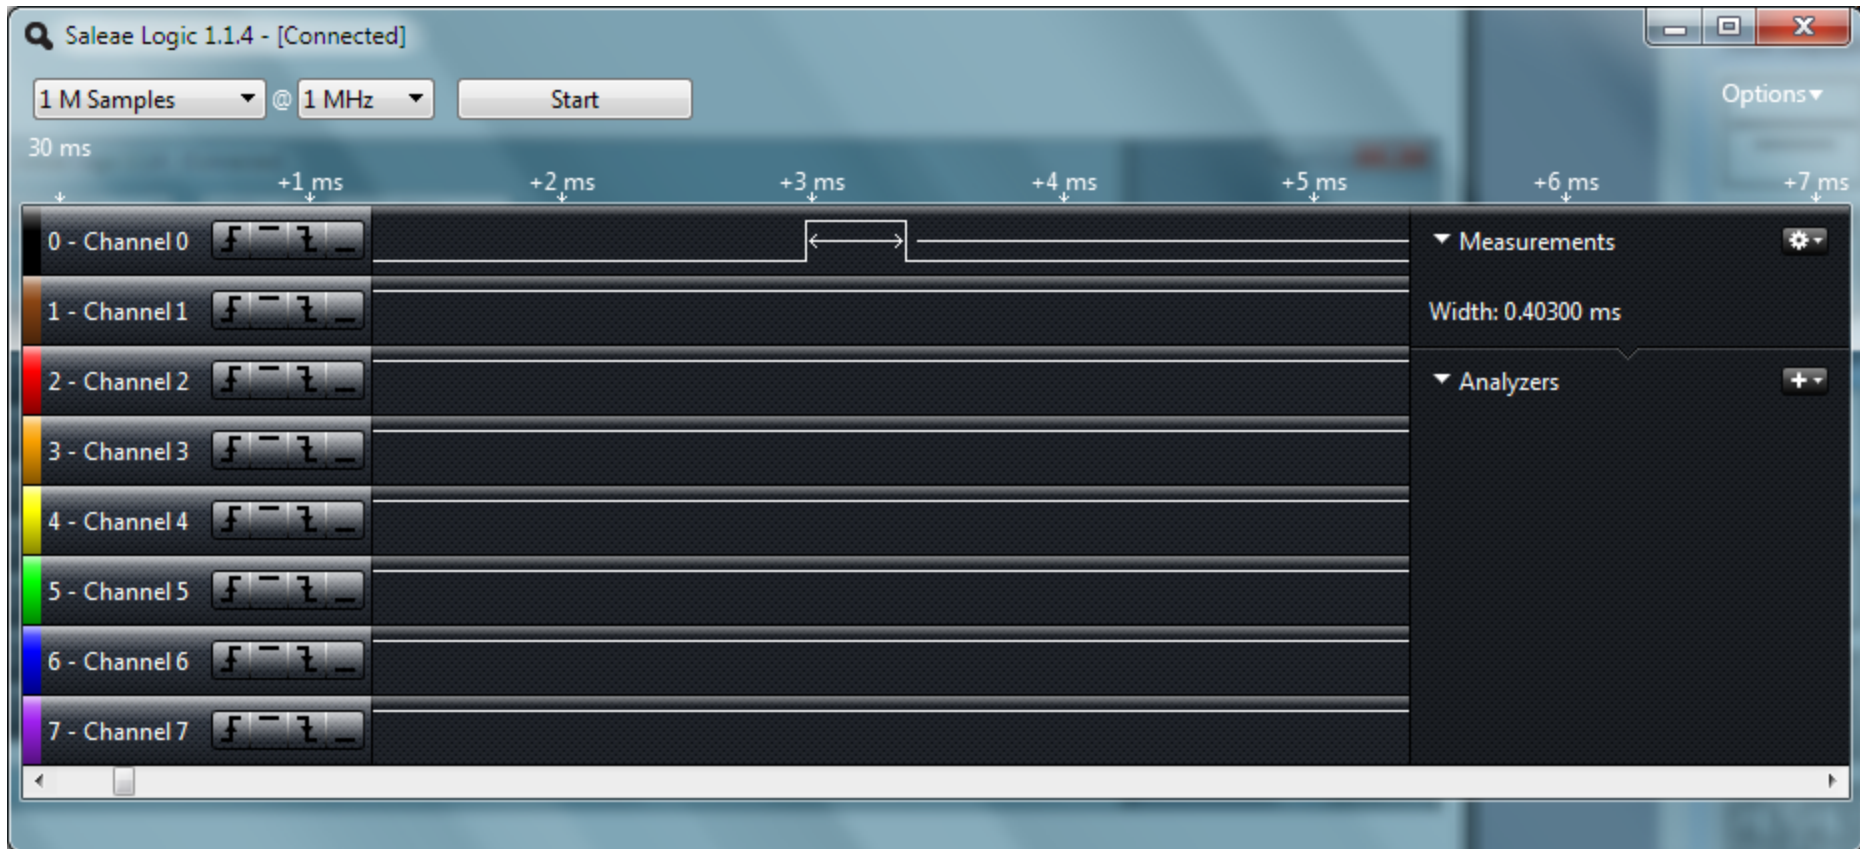 Saleae Logic 1.1.4 - [Connected]
1 M Samples @ 1 MHz Start Options
30 ms
+1 ms +2 ms +3 ms +4 ms +5 ms +6 ms +7 ms
0 - Channel 0 Measurements
1 - Channel 1 Width: 0.40300 ms
2 - Channel 2 Analyzers
3 - Channel 3
4 - Channel 4
5 - Channel 5
6 - Channel 6
7 - Channel 7